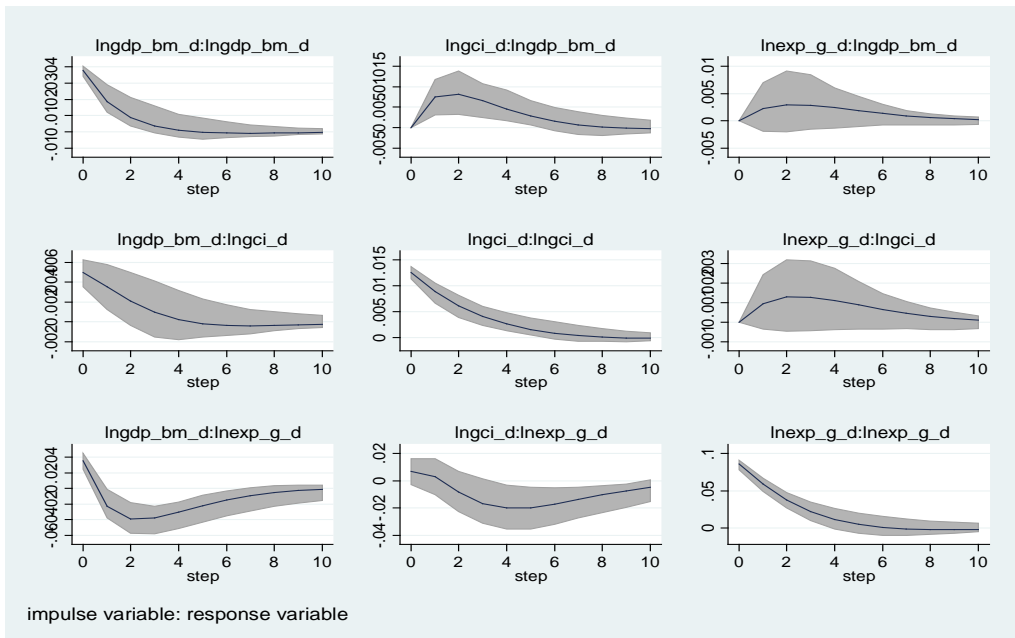 lngdp_bm_d:lngdp_bm_d
lngci_d:lngdp_bm_d
lnexp_g_d:lngdp_bm_d
-.005 0 .005 .01
0 2 4 6 8 10
0 2 4 6 8 10
0 2 4 6 8 10
step
step
step
lngdp_bm_d:lngci_d
lngci_d:lngci_d
lnexp_g_d:lngci_d
0 .005 .01 .015
0 2 4 6 8 10
0 2 4 6 8 10
0 2 4 6 8 10
step
step
step
lngdp_bm_d:lnexp_g_d
lngci_d:lnexp_g_d
lnexp_g_d:lnexp_g_d
-.04 -.02 0 .02
0 .05 .1
0 2 4 6 8 10
0 2 4 6 8 10
0 2 4 6 8 10
step
step
step
impulse variable: response variable